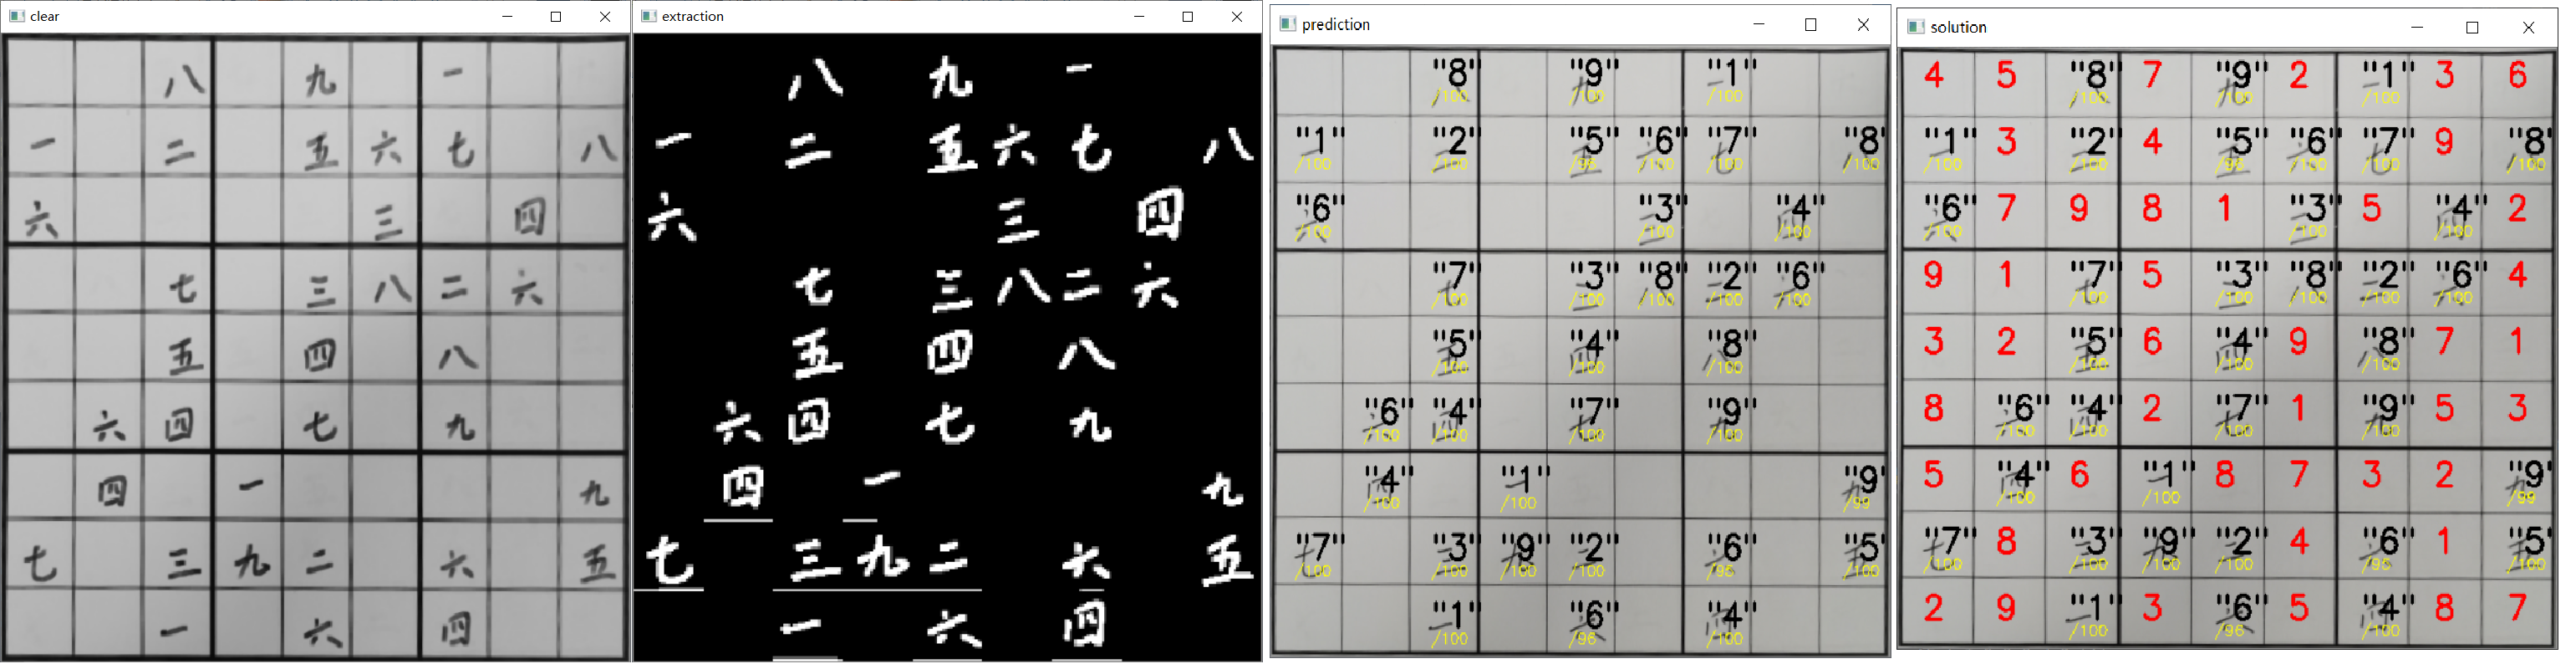 clear
八 九 一
一 二 五 六 七 八
六 三 四
七 三 八 二 六
五 四 八
六 四 七 九
四 一 九
七 三 九 二 六 五
一 六 四
extraction
八 九 一
一 二 五 六 七 八
六 三 四
七 三 八 二 六
五 四 八
六 四 七 九
四 一 九
七 三 九 二 六 五
一 六 四
prediction
"8" "9" "1"
/100 /100 /100
"1" "2" "5" "6" "7" "8"
/100 /100 /96 /100 /100 /100
"6" "3" "4"
/100 /100 /100
"7" "3" "8" "2" "6"
/100 /100 /100 /100 /100
"5" "4" "8"
/100 /100 /100
"6" "4" "7" "9"
/100 /100 /100 /100
"4" "1" "9"
/100 /100 /99
"7" "3" "9" "2" "6" "5"
/100 /100 /100 /100 /96 /100
"1" "6" "4"
/100 /96 /100
solution
4 5 "8" 7 "9" 2 "1" 3 6
/100 /100 /100
"1" 3 "2" 4 "5" "6" "7" 9 "8"
/100 /100 /96 /100 /100 /100
"6" 7 9 8 1 "3" 5 "4" 2
/100 /100 /100
9 1 "7" 5 "3" "8" "2" "6" 4
/100 /100 /100 /100 /100
3 2 "5" 6 "4" 9 "8" 7 1
/100 /100 /100
8 "6" "4" 2 "7" 1 "9" 5 3
/100 /100 /100 /100
5 "4" 6 "1" 8 7 3 2 "9"
/100 /100 /99
"7" 8 "3" "9" "2" 4 "6" 1 "5"
/100 /100 /100 /100 /96 /100
2 9 "1" 3 "6" 5 "4" 8 7
/100 /96 /100